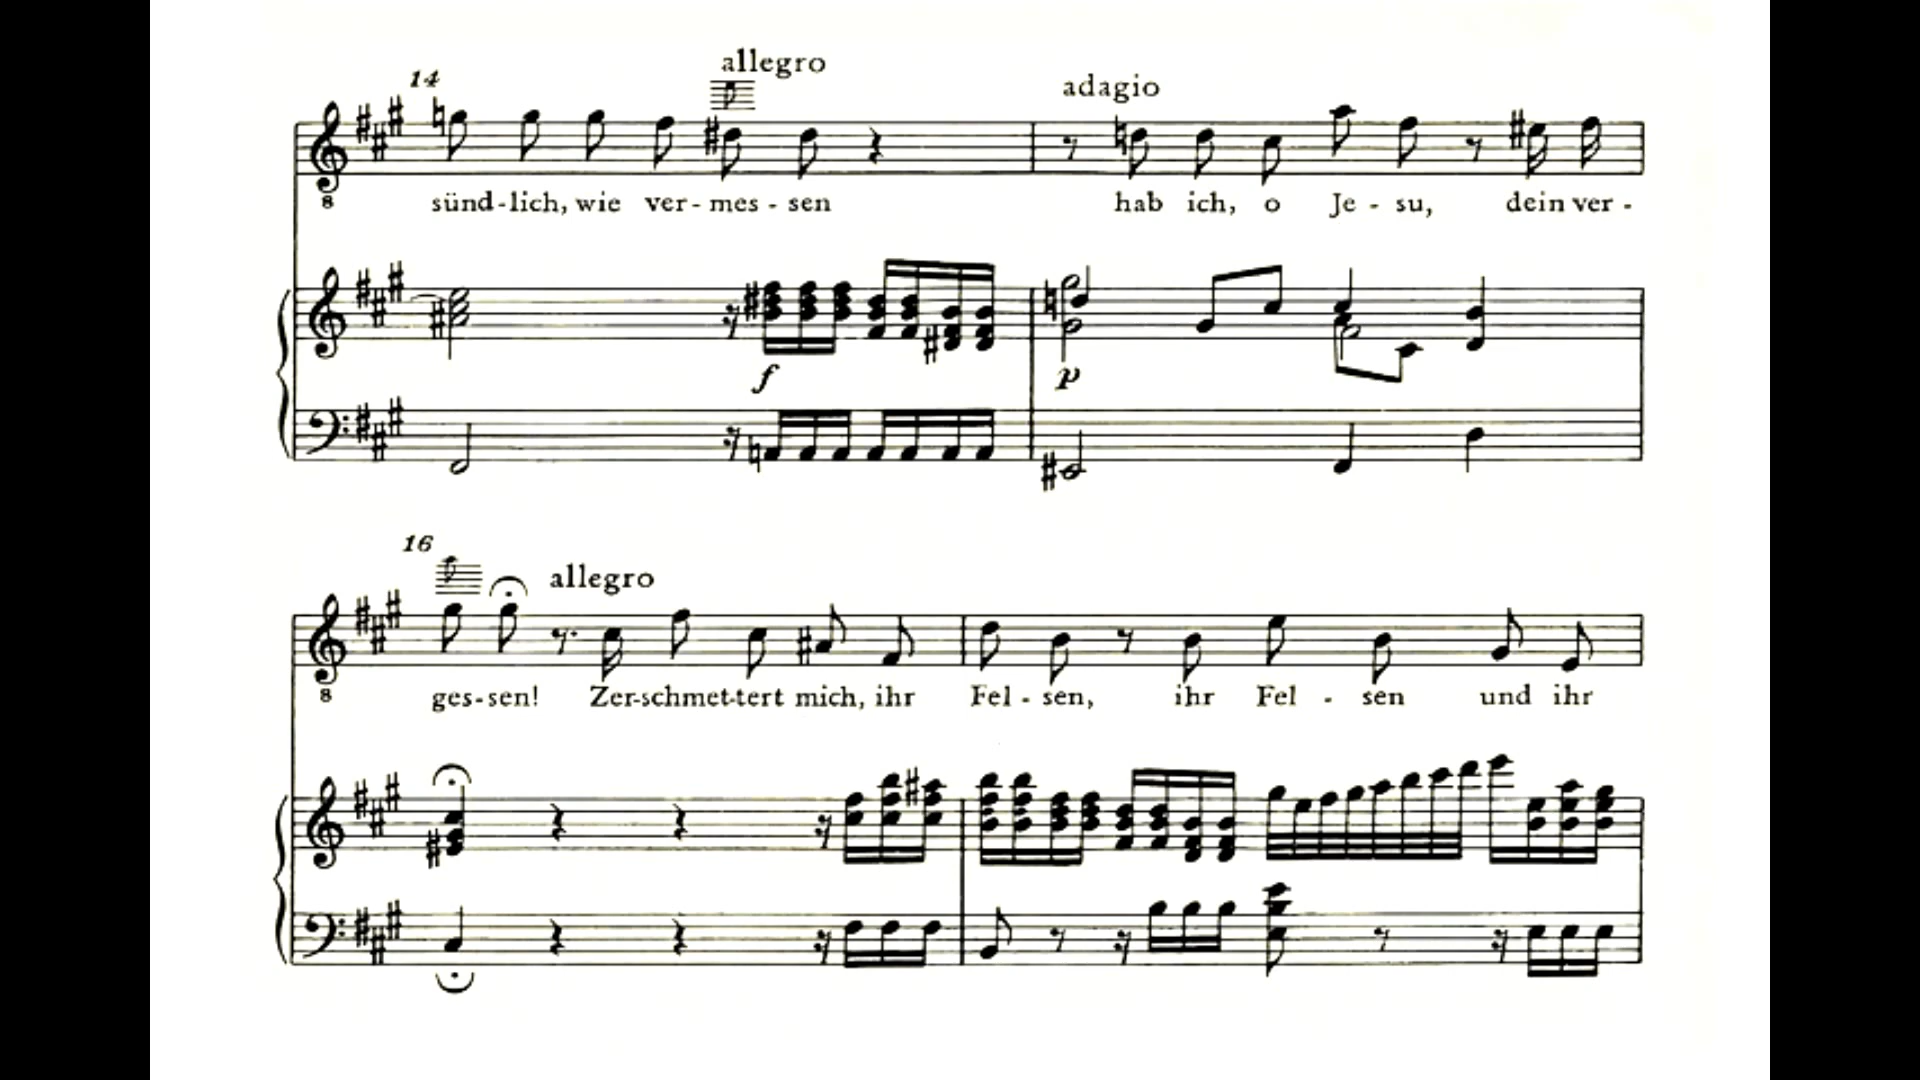 14
allegro
adagio
8
sünd-lich, wie ver-mes-sen hab ich, o Je-su, dein ver-
f p
16
allegro
8
ges-sen! Zer-schmet-tert mich, ihr Fel-sen, ihr Fel-sen und ihr